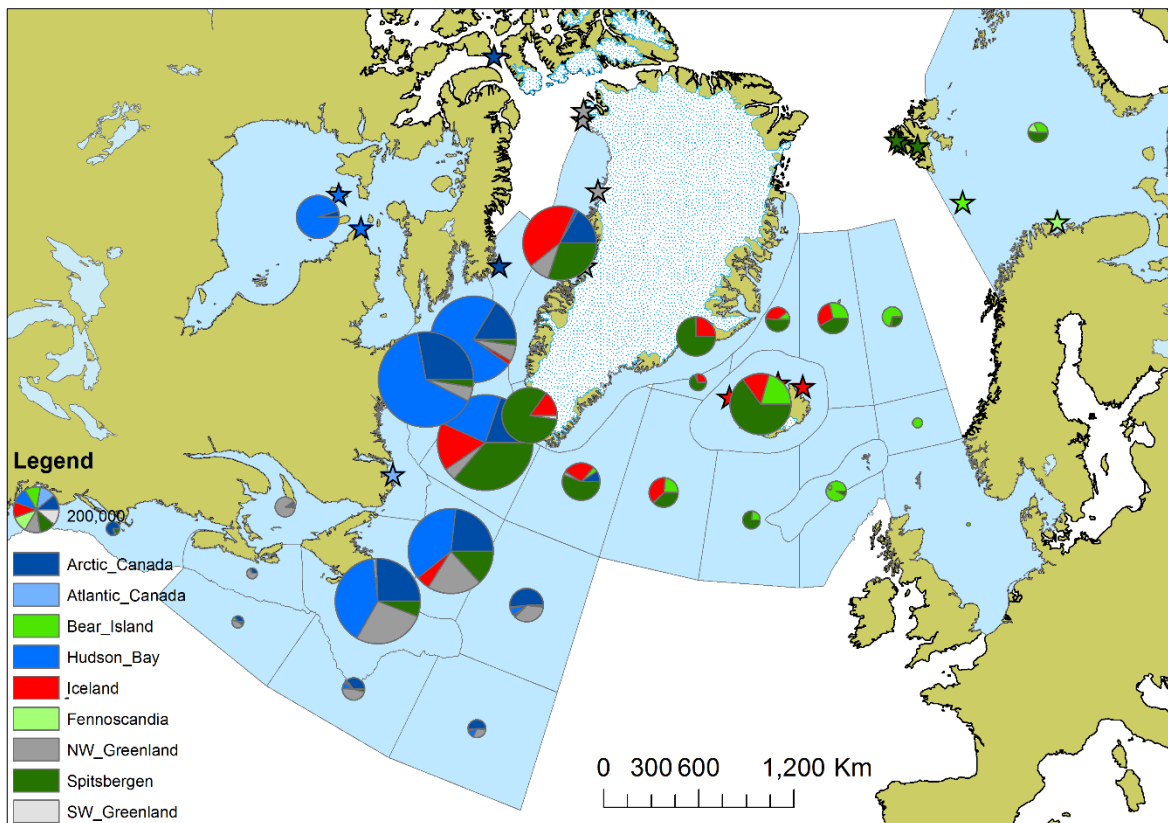 Legend
200,000
Arctic_Canada
Atlantic_Canada
Bear_Island
Hudson_Bay
Iceland
Fennoscandia
NW_Greenland
Spitsbergen
SW_Greenland
0 300 600 1,200 Km